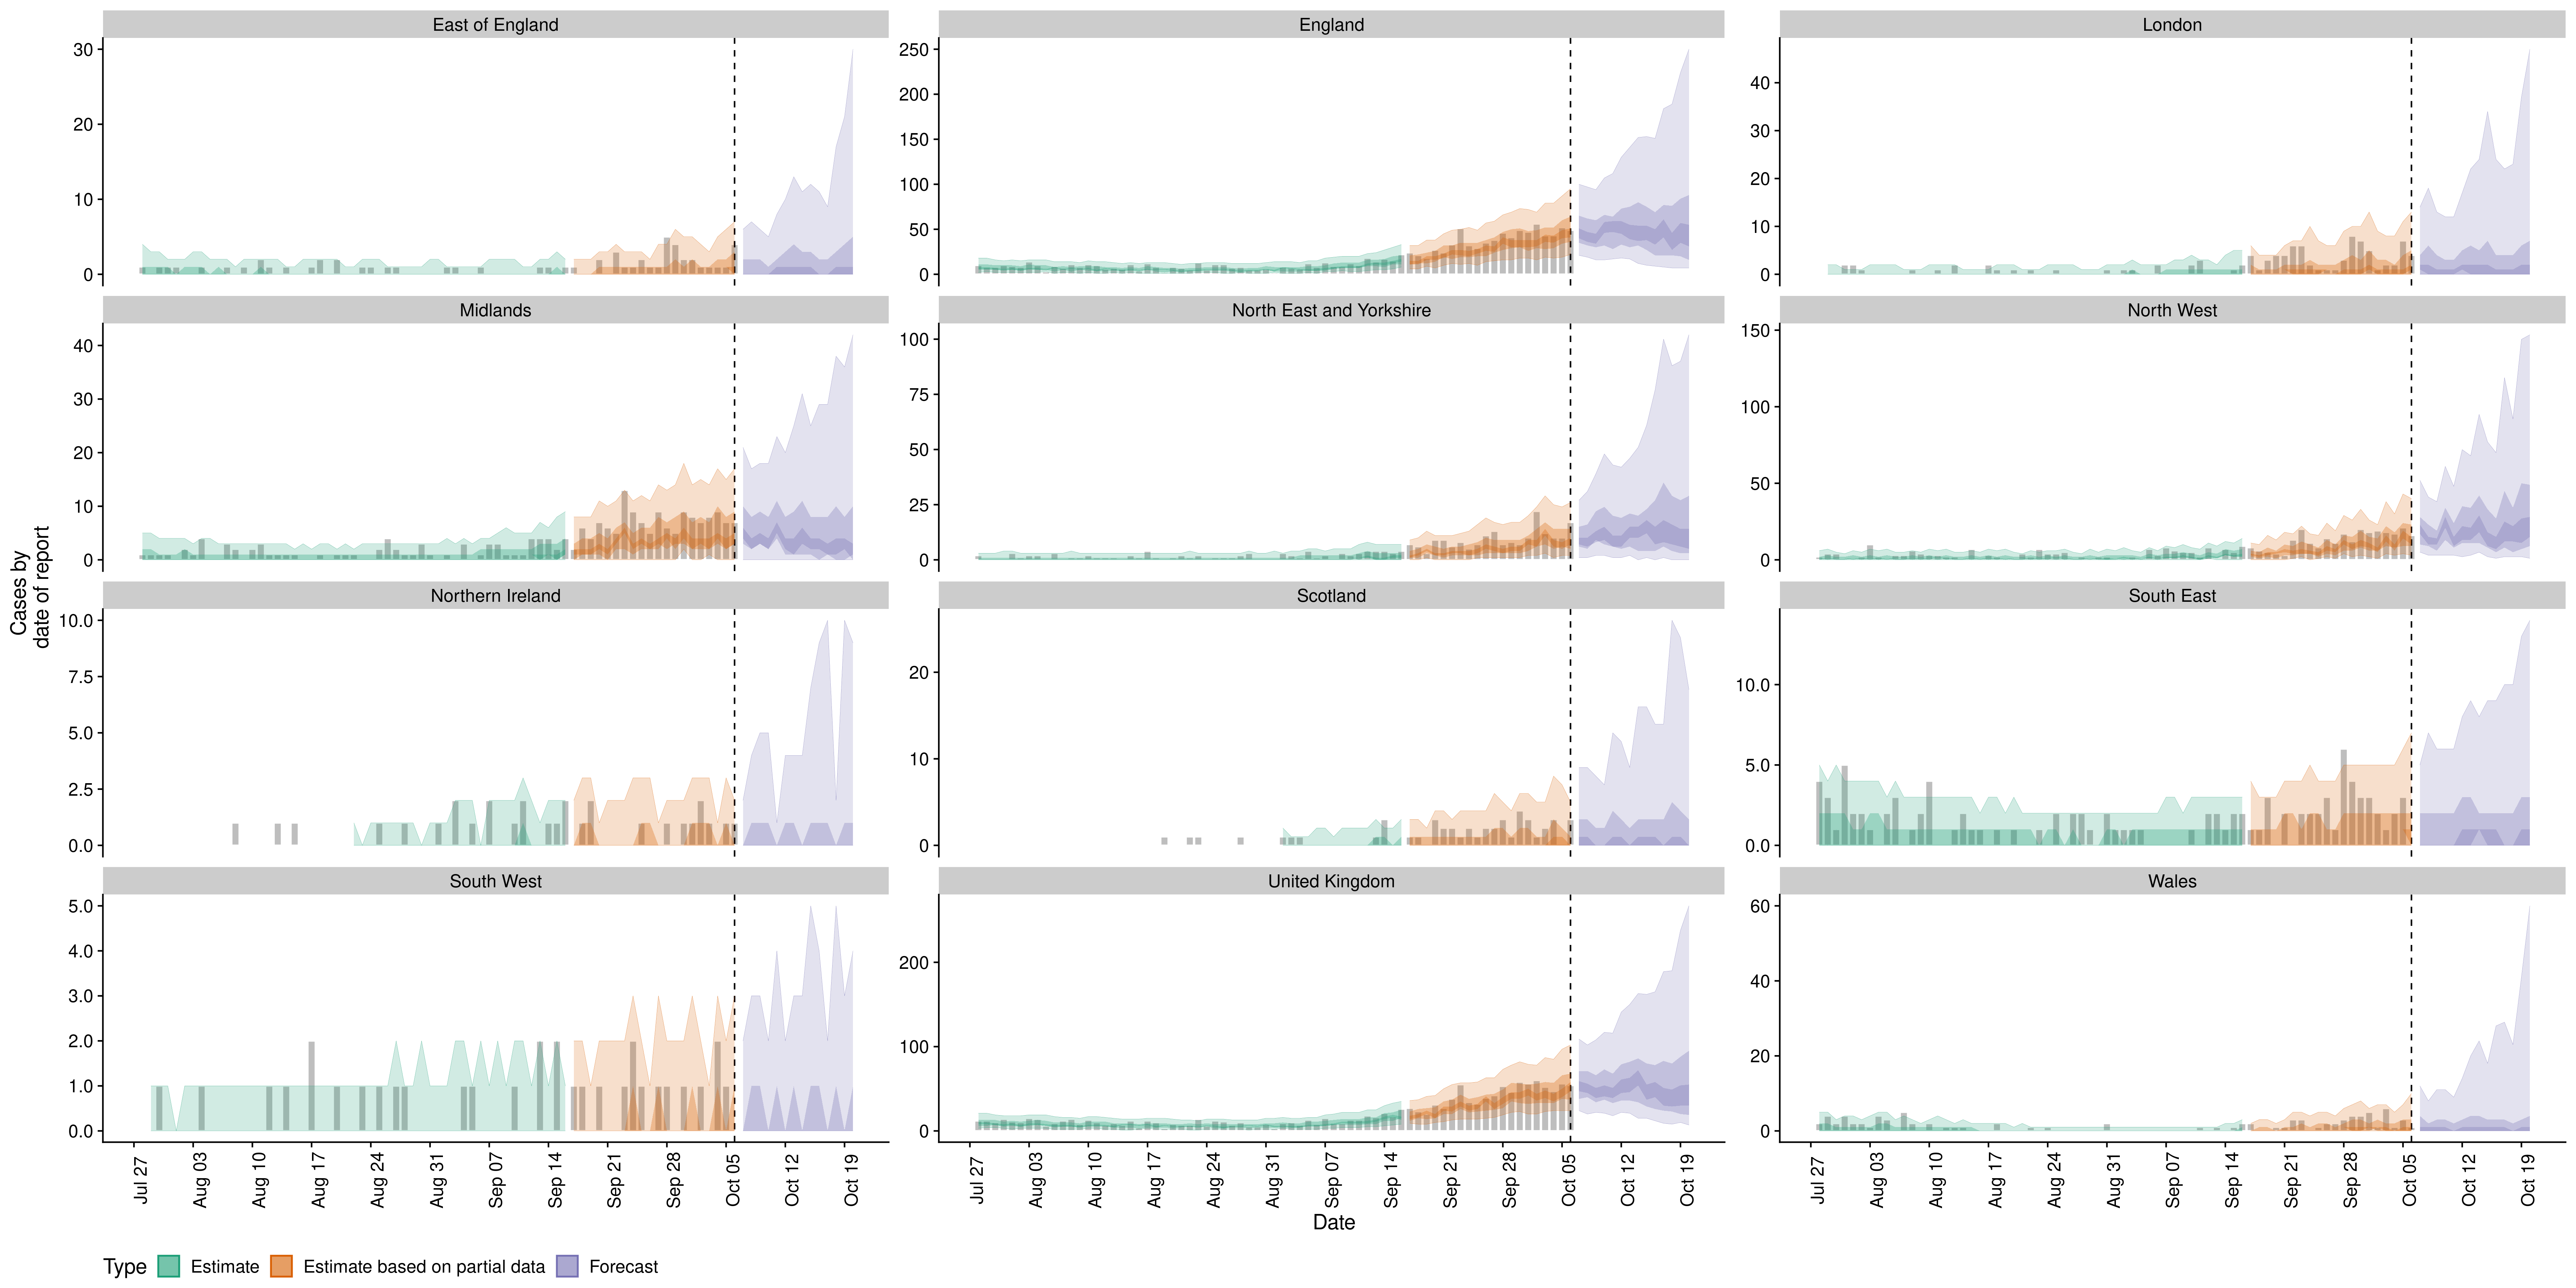 East of England
England
London
30
20
10
0
250
200
150
100
50
0
40
30
20
10
0
Midlands
North East and Yorkshire
North West
40
30
20
10
0
100
75
50
25
0
150
100
50
0
Northern Ireland
Scotland
South East
10.0
7.5
5.0
2.5
0.0
20
10
0
10.0
5.0
0.0
South West
United Kingdom
Wales
5.0
4.0
3.0
2.0
1.0
0.0
200
100
0
60
40
20
0
Cases by
date of report
Jul 27
Aug 03
Aug 10
Aug 17
Aug 24
Aug 31
Sep 07
Sep 14
Sep 21
Sep 28
Oct 05
Oct 12
Oct 19
Jul 27
Aug 03
Aug 10
Aug 17
Aug 24
Aug 31
Sep 07
Sep 14
Sep 21
Sep 28
Oct 05
Oct 12
Oct 19
Jul 27
Aug 03
Aug 10
Aug 17
Aug 24
Aug 31
Sep 07
Sep 14
Sep 21
Sep 28
Oct 05
Oct 12
Oct 19
Date
Type Estimate Estimate based on partial data Forecast